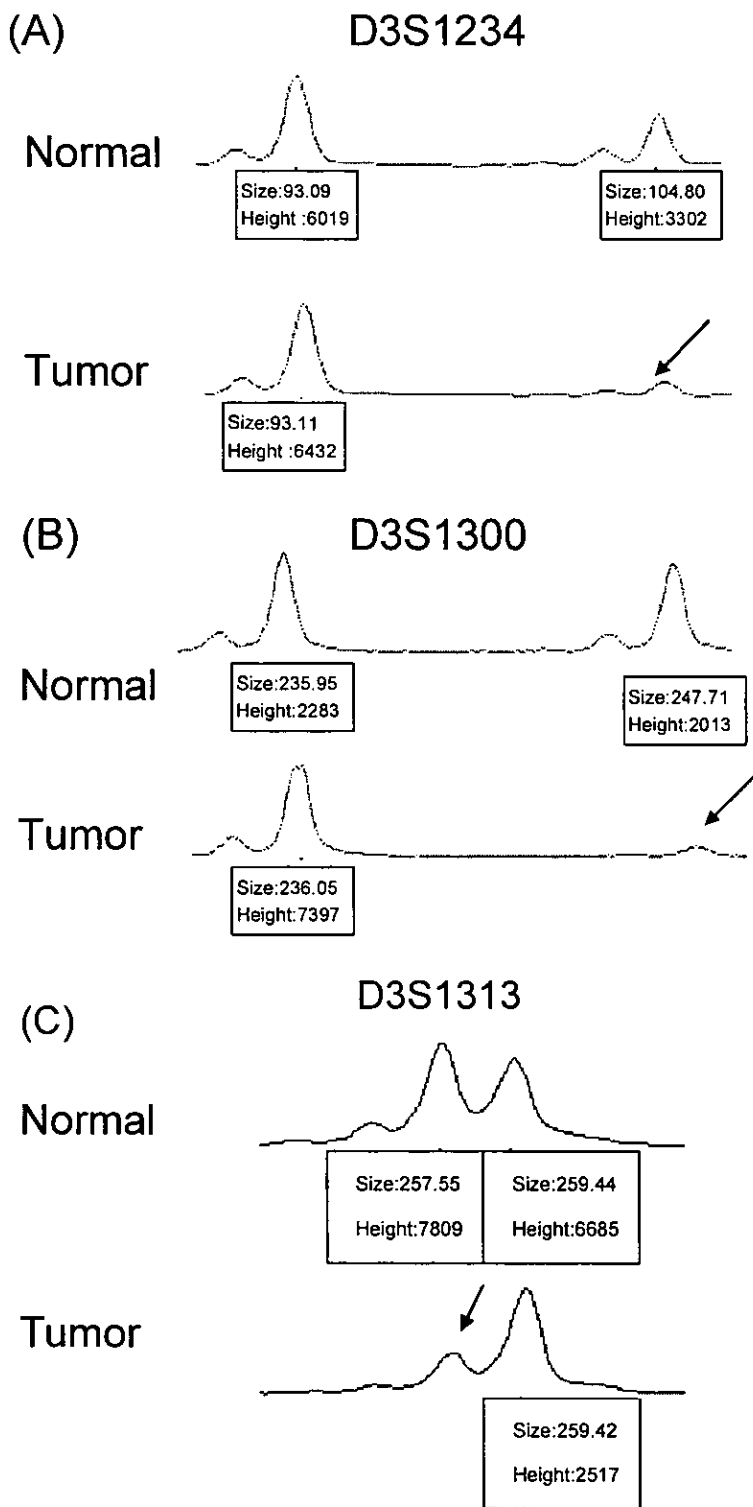 (A) D3S1234
Normal
Size:93.09
Height :6019
Size:104.80
Height:3302
Tumor
Size:93.11
Height :6432
(B) D3S1300
Normal
Size:235.95
Height:2283
Size:247.71
Height:2013
Tumor
Size:236.05
Height:7397
(C) D3S1313
Normal
Size:257.55
Height:7809
Size:259.44
Height:6685
Tumor
Size:259.42
Height:2517